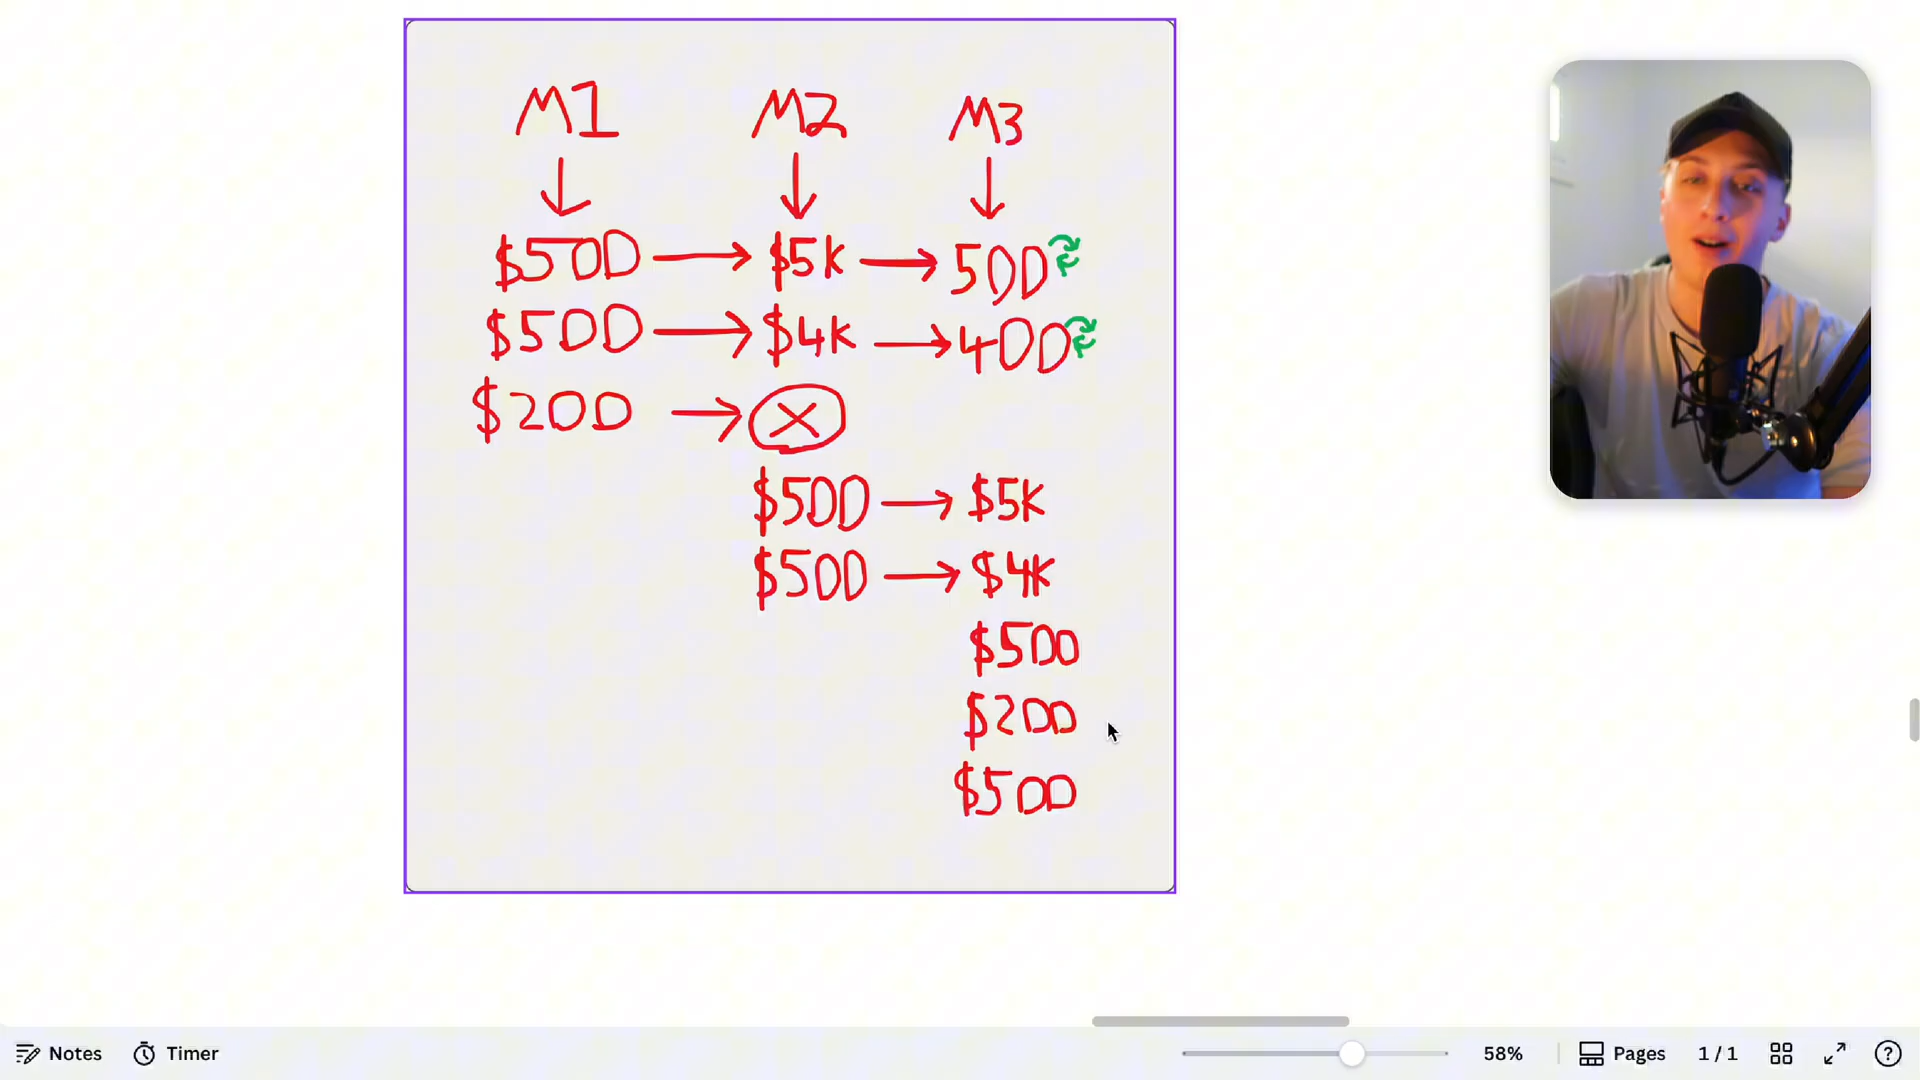 M1 M2 M3
$500 → $5K → 500
$500 → $4K → 400
$200 → X
$500 → $5K
$500 → $4K
$500
$200
$500
Notes Timer 58% Pages 1 / 1 ?